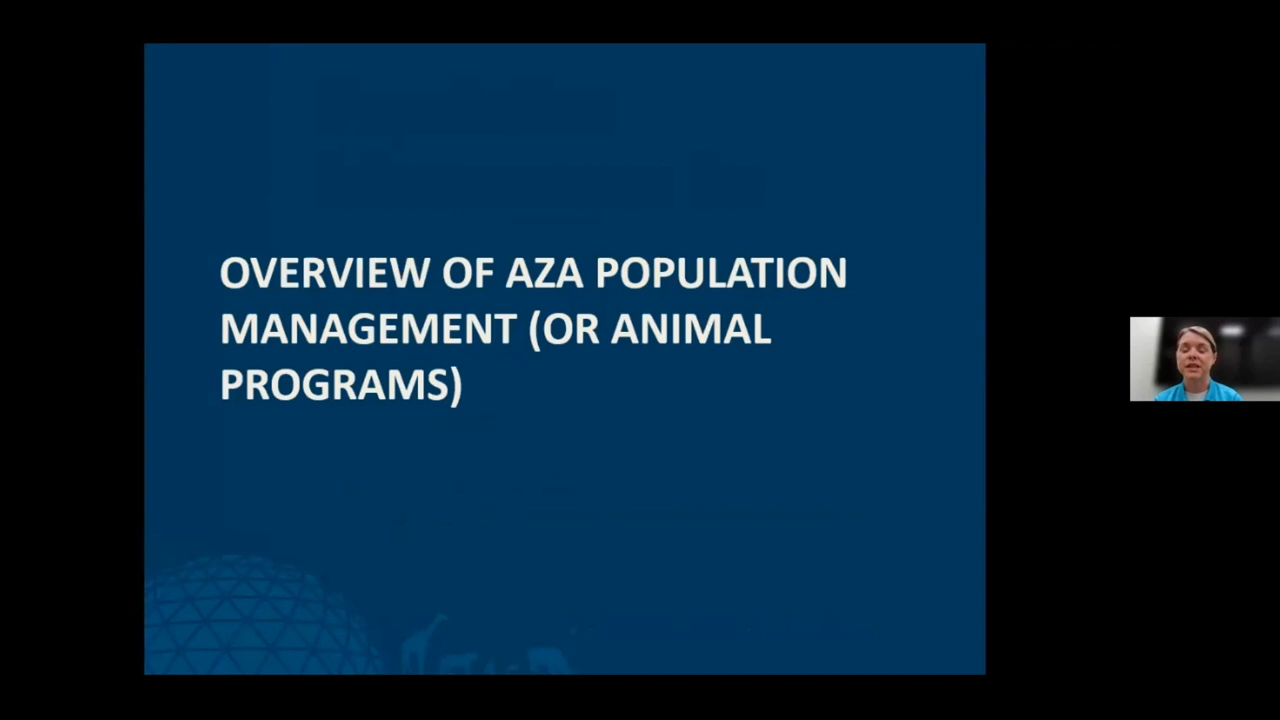 OVERVIEW OF AZA POPULATION
MANAGEMENT (OR ANIMAL
PROGRAMS)